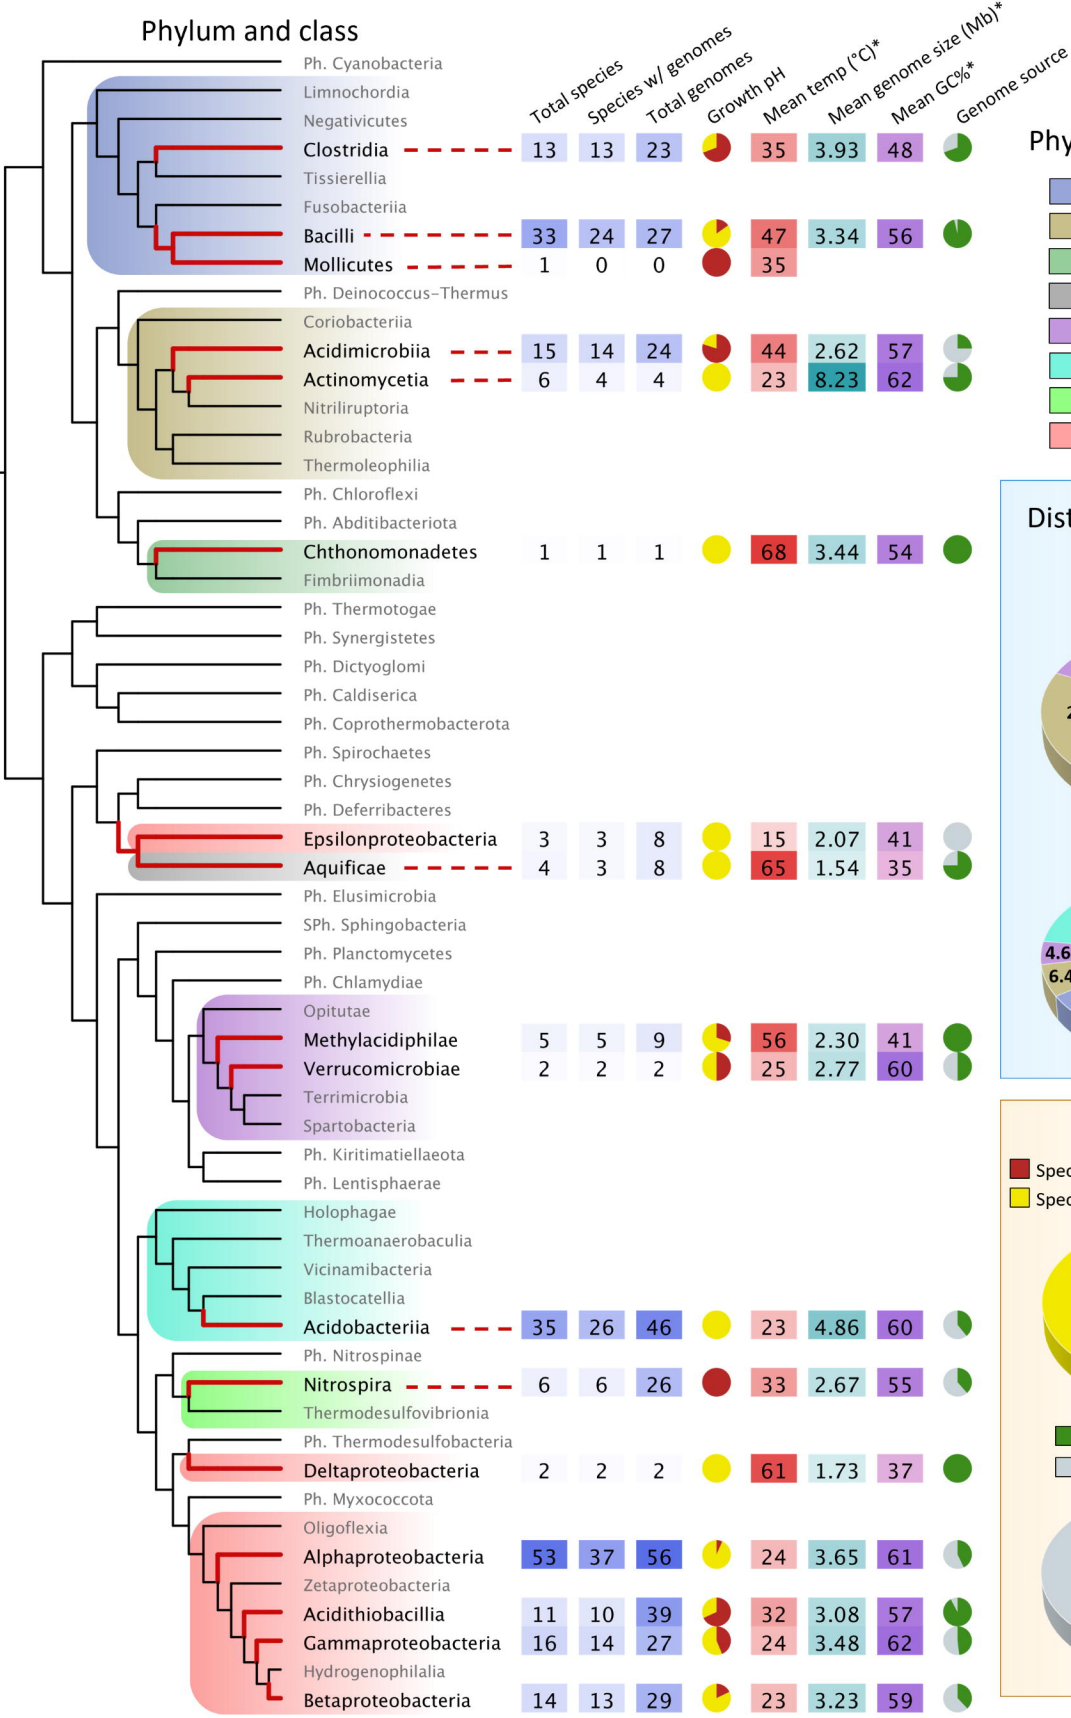 Phylum and class
Total species
Species w/ genomes
Total genomes
Growth pH
Mean temp (°C)*
Mean genome size (Mb)*
Mean GC%*
Genome source
Ph. Cyanobacteria
Limnochordia
Negativicutes
Clostridia 13 13 23 35 3.93 48
Tissierellia
Fusobacteriia
Bacilli 33 24 27 47 3.34 56
Mollicutes 1 0 0 35
Ph. Deinococcus-Thermus
Coriobacteriia
Acidimicrobiia 15 14 24 44 2.62 57
Actinomycetia 6 4 4 23 8.23 62
Nitriliruptoria
Rubrobacteria
Thermoleophilia
Ph. Chloroflexi
Ph. Abditibacteriota
Chthonomonadetes 1 1 1 68 3.44 54
Fimbriimonadia
Ph. Thermotogae
Ph. Synergistetes
Ph. Dictyoglomi
Ph. Caldiserica
Ph. Coprothermobacterota
Ph. Spirochaetes
Ph. Chrysiogenetes
Ph. Deferribacteres
Epsilonproteobacteria 3 3 8 15 2.07 41
Aquificae 4 3 8 65 1.54 35
Ph. Elusimicrobia
SPh. Sphingobacteria
Ph. Planctomycetes
Ph. Chlamydiae
Opitutae
Methylacidiphilae 5 5 9 56 2.30 41
Verrucomicrobiae 2 2 2 25 2.77 60
Terrimicrobia
Spartobacteria
Ph. Kiritimatiellaeota
Ph. Lentisphaerae
Holophagae
Thermoanaerobaculia
Vicinamibacteria
Blastocatellia
Acidobacteriia 35 26 46 23 4.86 60
Ph. Nitrospinae
Nitrospira 6 6 26 33 2.67 55
Thermodesulfovibrionia
Ph. Thermodesulfobacteria
Deltaproteobacteria 2 2 2 61 1.73 37
Ph. Myxococcota
Oligoflexia
Alphaproteobacteria 53 37 56 24 3.65 61
Zetaproteobacteria
Acidithiobacillia 11 10 39 32 3.08 57
Gammaproteobacteria 16 14 27 24 3.48 62
Hydrogenophilalia
Betaproteobacteria 14 13 29 23 3.23 59
Phy
Dist
2
4.6
6.4
Spec
Spec